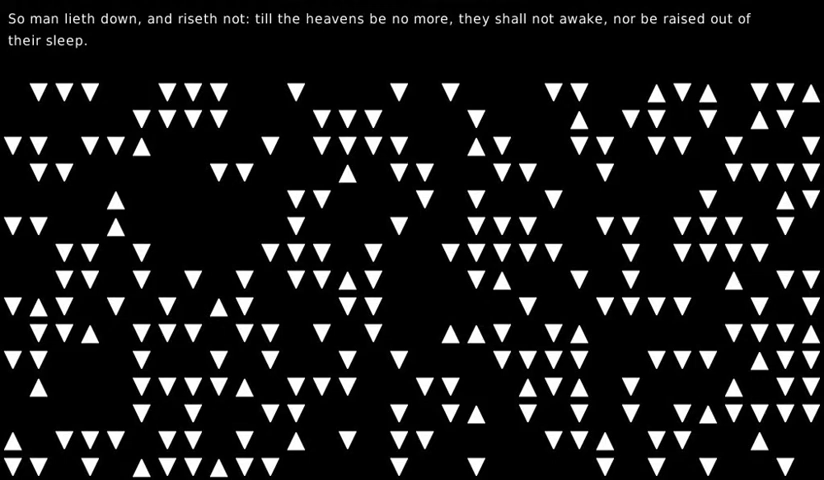 So man lieth down, and riseth not: till the heavens be no more, they shall not awake, nor be raised out of
their sleep.